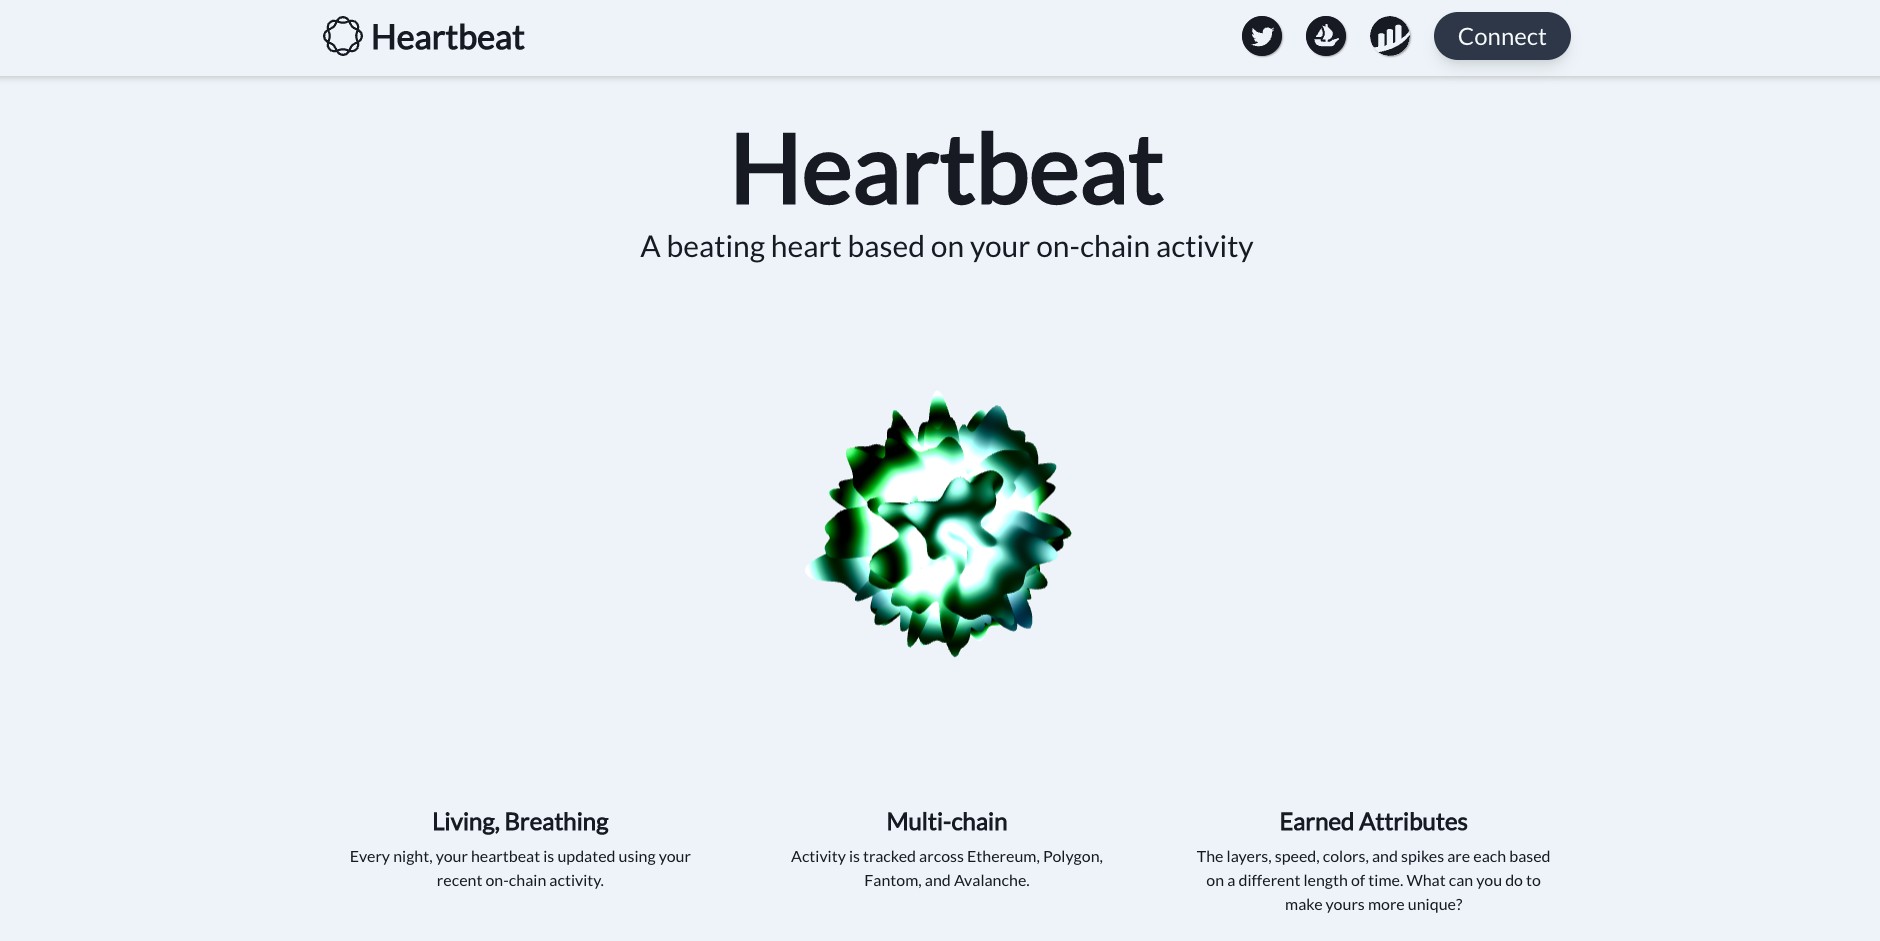 Heartbeat
Connect
Heartbeat
A beating heart based on your on-chain activity
Living, Breathing
Every night, your heartbeat is updated using your
recent on-chain activity.
Multi-chain
Activity is tracked arcoss Ethereum, Polygon,
Fantom, and Avalanche.
Earned Attributes
The layers, speed, colors, and spikes are each based
on a different length of time. What can you do to
make yours more unique?